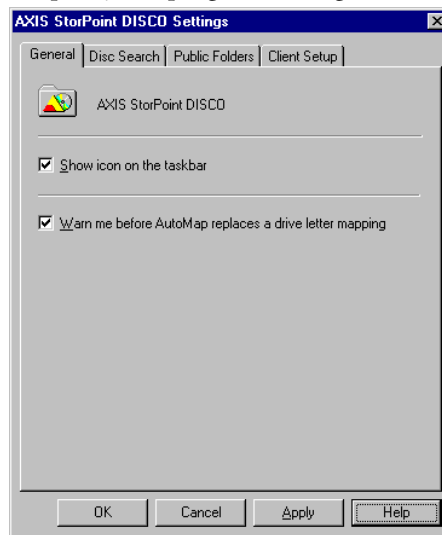 AXIS StorPoint DISCO Settings
General Disc Search Public Folders Client Setup
AXIS StorPoint DISCO
Show icon on the taskbar
Warn me before AutoMap replaces a drive letter mapping
OK Cancel Apply Help